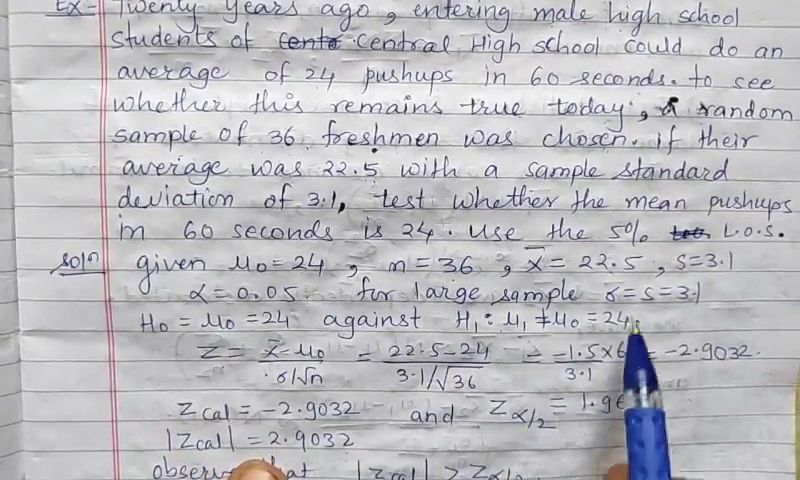 Ex- Twenty years ago, entering male high school
students of Central High school could do an
average of 24 pushups in 60 seconds. to see
whether this remains true today, a random
sample of 36 freshmen was chosen. if their
average was 22.5 with a sample standard
deviation of 3.1, test whether the mean pushups
in 60 seconds is 24. use the 5% L.O.S.
Soln given μ0 = 24, n = 36, x̄ = 22.5, s = 3.1
α = 0.05. for large sample σ = s = 3.1
H0 = μ0 = 24 against H1: μ1 ≠ μ0 = 24.
Z = x̄ - μ0 / σ/√n = 22.5 - 24 / 3.1/√36 = -1.5×6 / 3.1 = -2.9032.
Zcal = -2.9032 and Zα/2 = 1.9
|Zcal| = 2.9032
that |Zcal| > Zα/2